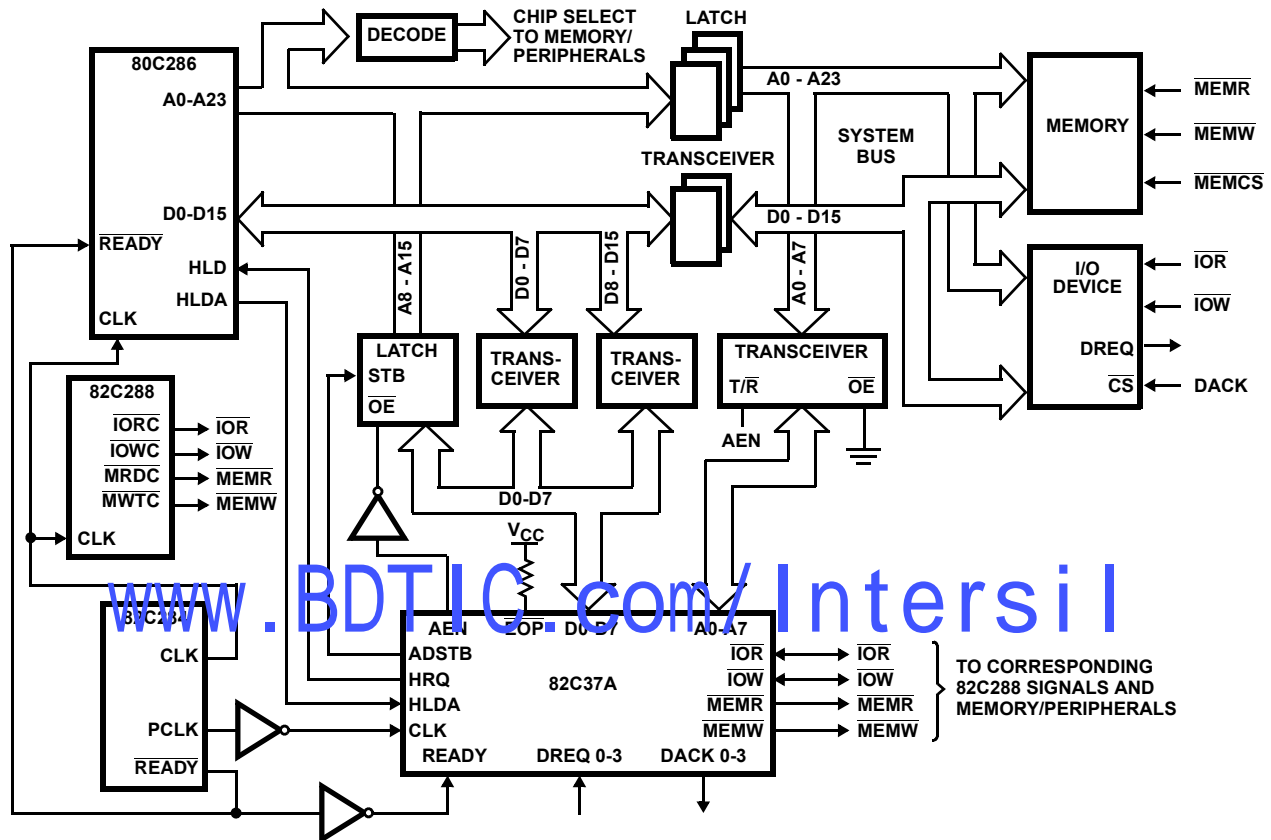 80C286
A0-A23
D0-D15
READY
HLD
HLDA
CLK
DECODE
CHIP SELECT
TO MEMORY/
PERIPHERALS
LATCH
A0 - A23
SYSTEM
BUS
TRANSCEIVER
D0 - D15
MEMORY
MEMR
MEMW
MEMCS
I/O
DEVICE
IOR
IOW
DREQ
CS
DACK
A8 - A15
D0 - D7
D8 - D15
A0 - A7
LATCH
STB
OE
TRANS-
CEIVER
TRANS-
CEIVER
TRANSCEIVER
T/R
OE
AEN
82C288
IORC
IOR
IOWC
IOW
MRDC
MEMR
MWTC
MEMW
CLK
D0-D7
VCC
www.BDTIC.com/Intersil
82C284
CLK
PCLK
READY
AEN
EOP
D0-D7
A0-A7
ADSTB
HRQ
HLDA
CLK
READY
82C37A
DREQ 0-3
DACK 0-3
IOR
IOR
IOW
IOW
MEMR
MEMR
MEMW
MEMW
TO CORRESPONDING
82C288 SIGNALS AND
MEMORY/PERIPHERALS